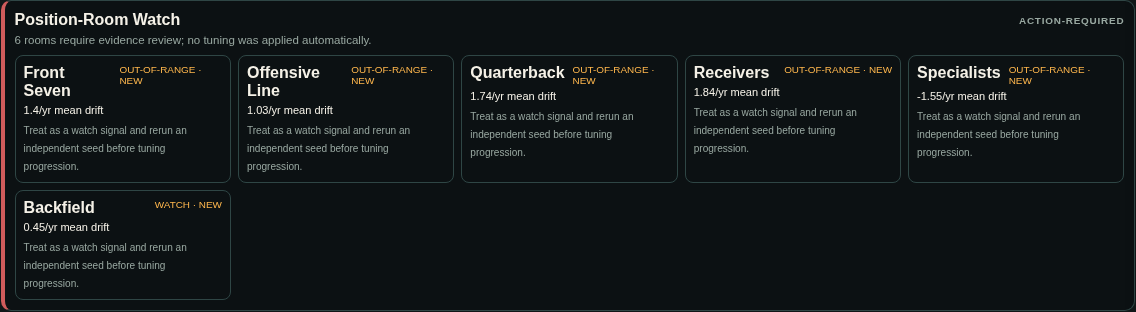 Position-Room Watch
ACTION-REQUIRED
6 rooms require evidence review; no tuning was applied automatically.
Front
Seven
OUT-OF-RANGE ·
NEW
1.4/yr mean drift
Treat as a watch signal and rerun an
independent seed before tuning
progression.
Offensive
Line
OUT-OF-RANGE ·
NEW
1.03/yr mean drift
Treat as a watch signal and rerun an
independent seed before tuning
progression.
Quarterback
OUT-OF-RANGE ·
NEW
1.74/yr mean drift
Treat as a watch signal and rerun an
independent seed before tuning
progression.
Receivers
OUT-OF-RANGE · NEW
1.84/yr mean drift
Treat as a watch signal and rerun an
independent seed before tuning
progression.
Specialists
OUT-OF-RANGE ·
NEW
-1.55/yr mean drift
Treat as a watch signal and rerun an
independent seed before tuning
progression.
Backfield
WATCH · NEW
0.45/yr mean drift
Treat as a watch signal and rerun an
independent seed before tuning
progression.